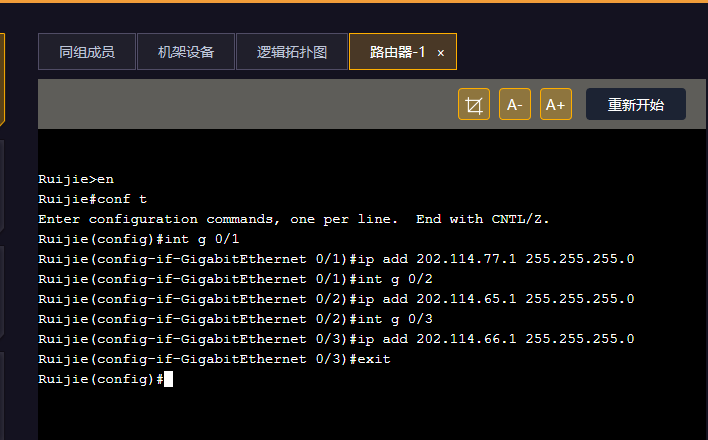 同组成员 机架设备 逻辑拓扑图 路由器-1 ×
A- A+ 重新开始
Ruijie>en
Ruijie#conf t
Enter configuration commands, one per line.  End with CNTL/Z.
Ruijie(config)#int g 0/1
Ruijie(config-if-GigabitEthernet 0/1)#ip add 202.114.77.1 255.255.255.0
Ruijie(config-if-GigabitEthernet 0/1)#int g 0/2
Ruijie(config-if-GigabitEthernet 0/2)#ip add 202.114.65.1 255.255.255.0
Ruijie(config-if-GigabitEthernet 0/2)#int g 0/3
Ruijie(config-if-GigabitEthernet 0/3)#ip add 202.114.66.1 255.255.255.0
Ruijie(config-if-GigabitEthernet 0/3)#exit
Ruijie(config)#